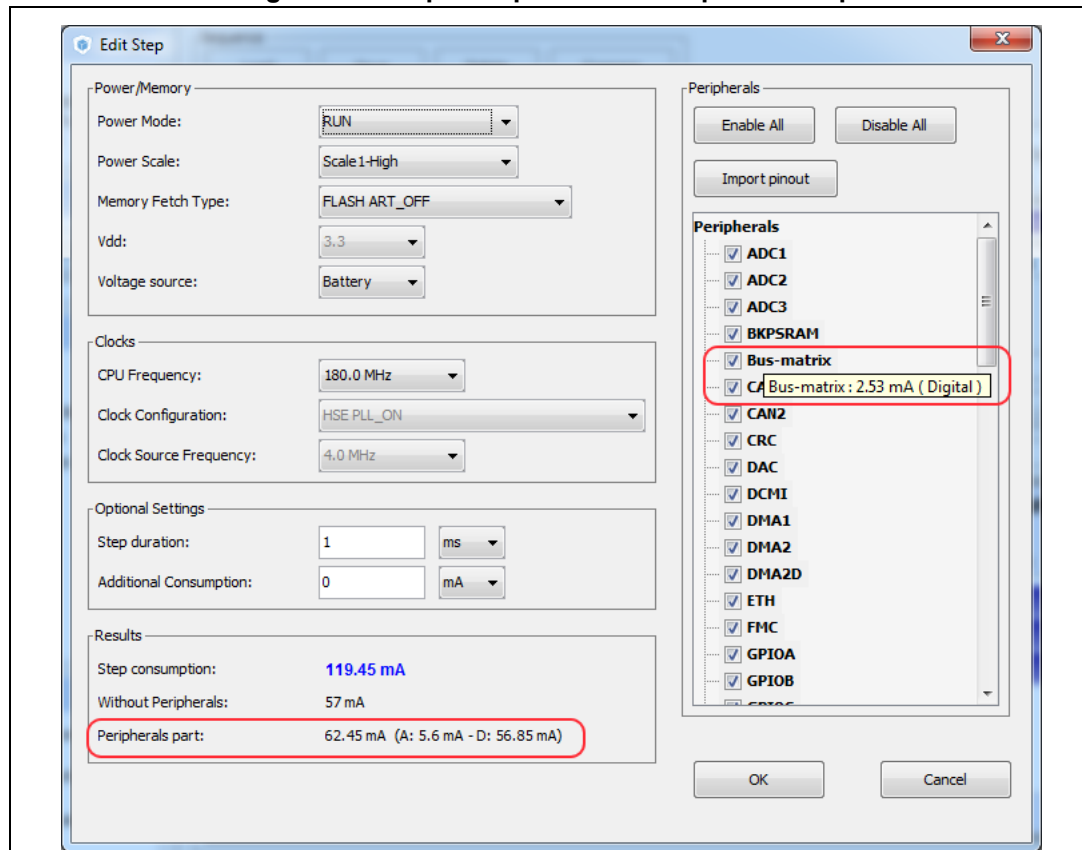 Edit Step
Power/Memory
Power Mode: RUN
Power Scale: Scale1-High
Memory Fetch Type: FLASH ART_OFF
Vdd: 3.3
Voltage source: Battery
Clocks
CPU Frequency: 180.0 MHz
Clock Configuration: HSE PLL_ON
Clock Source Frequency: 4.0 MHz
Optional Settings
Step duration: 1 ms
Additional Consumption: 0 mA
Results
Step consumption: 119.45 mA
Without Peripherals: 57 mA
Peripherals part: 62.45 mA (A: 5.6 mA - D: 56.85 mA)
Peripherals
Enable All Disable All
Import pinout
Peripherals
ADC1
ADC2
ADC3
BKPSRAM
Bus-matrix
Bus-matrix : 2.53 mA ( Digital )
CAN2
CRC
DAC
DCMI
DMA1
DMA2
DMA2D
ETH
FMC
GPIOA
GPIOB
OK Cancel